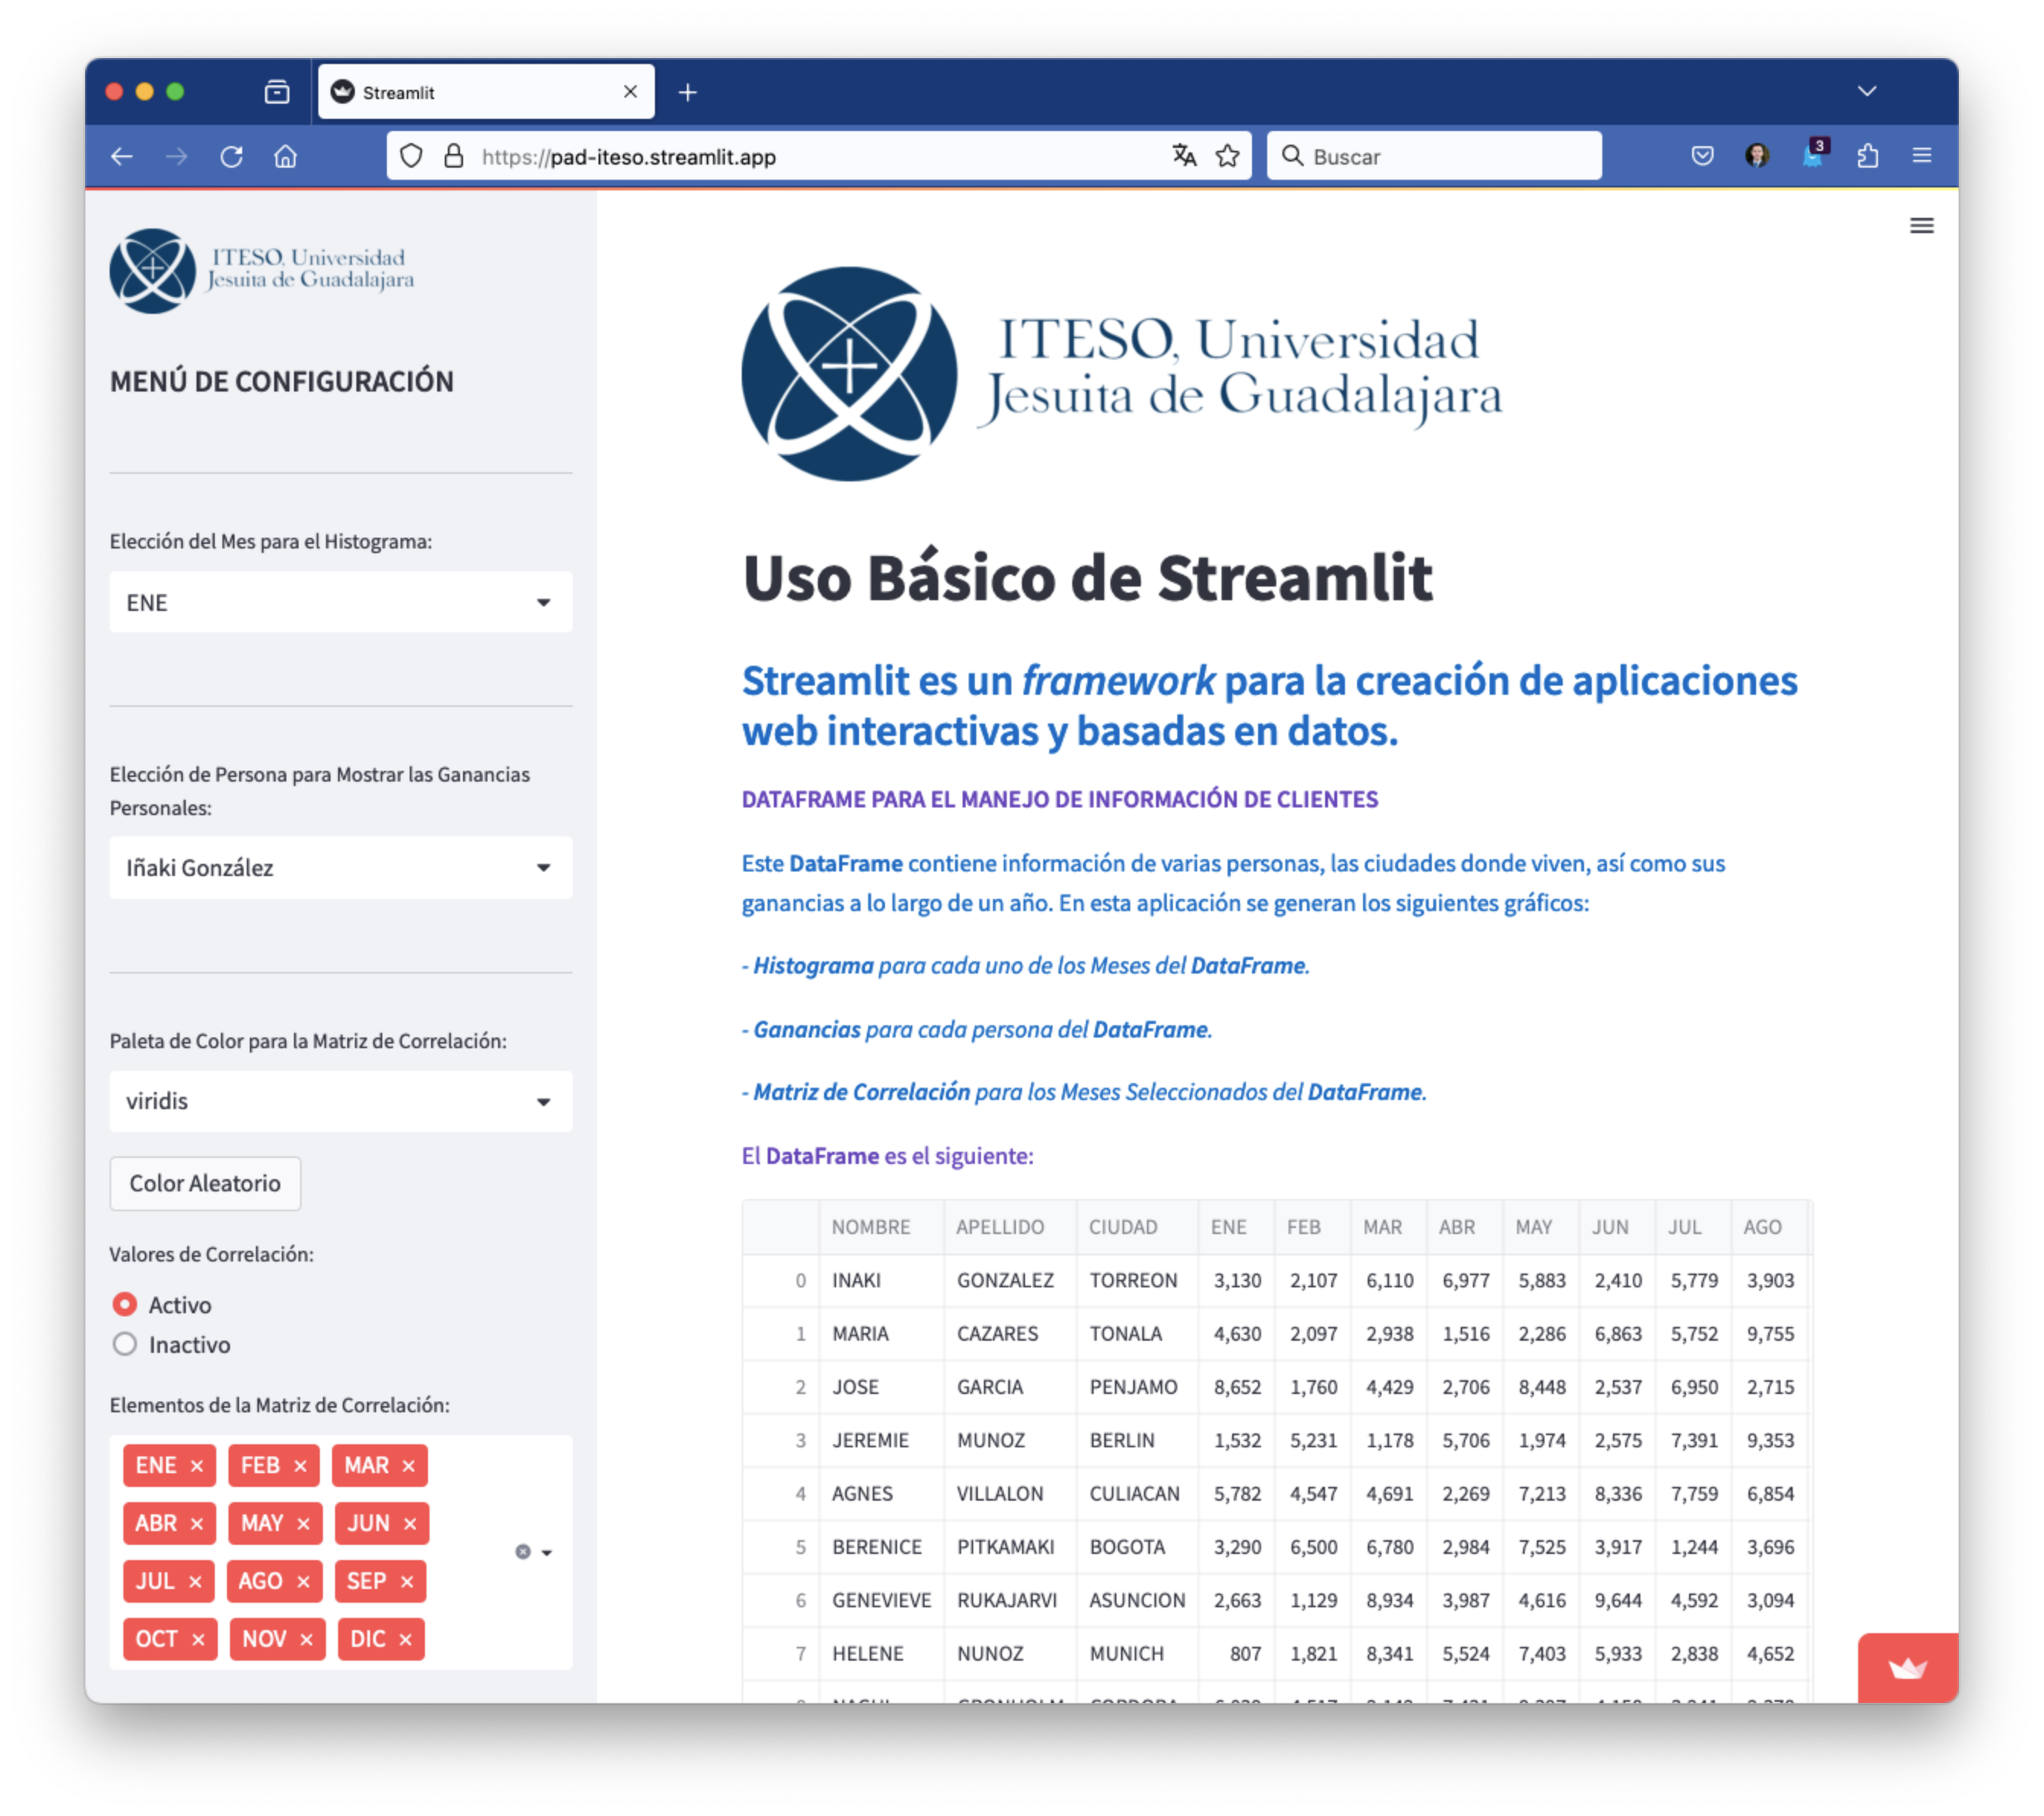 Streamlit
https://pad-iteso.streamlit.app
Buscar
3
ITESO, Universidad
Jesuita de Guadalajara
MENÚ DE CONFIGURACIÓN
Elección del Mes para el Histograma:
ENE
Elección de Persona para Mostrar las Ganancias
Personales:
Iñaki González
Paleta de Color para la Matriz de Correlación:
viridis
Color Aleatorio
Valores de Correlación:
Activo
Inactivo
Elementos de la Matriz de Correlación:
ENE × FEB × MAR ×
ABR × MAY × JUN ×
JUL × AGO × SEP ×
OCT × NOV × DIC ×
ITESO, Universidad
Jesuita de Guadalajara
Uso Básico de Streamlit
Streamlit es un framework para la creación de aplicaciones
web interactivas y basadas en datos.
DATAFRAME PARA EL MANEJO DE INFORMACIÓN DE CLIENTES
Este DataFrame contiene información de varias personas, las ciudades donde viven, así como sus
ganancias a lo largo de un año. En esta aplicación se generan los siguientes gráficos:
- Histograma para cada uno de los Meses del DataFrame.
- Ganancias para cada persona del DataFrame.
- Matriz de Correlación para los Meses Seleccionados del DataFrame.
El DataFrame es el siguiente:
NOMBRE APELLIDO CIUDAD ENE FEB MAR ABR MAY JUN JUL AGO
0 INAKI GONZALEZ TORREON 3,130 2,107 6,110 6,977 5,883 2,410 5,779 3,903
1 MARIA CAZARES TONALA 4,630 2,097 2,938 1,516 2,286 6,863 5,752 9,755
2 JOSE GARCIA PENJAMO 8,652 1,760 4,429 2,706 8,448 2,537 6,950 2,715
3 JEREMIE MUNOZ BERLIN 1,532 5,231 1,178 5,706 1,974 2,575 7,391 9,353
4 AGNES VILLALON CULIACAN 5,782 4,547 4,691 2,269 7,213 8,336 7,759 6,854
5 BERENICE PITKAMAKI BOGOTA 3,290 6,500 6,780 2,984 7,525 3,917 1,244 3,696
6 GENEVIEVE RUKAJARVI ASUNCION 2,663 1,129 8,934 3,987 4,616 9,644 4,592 3,094
7 HELENE NUNOZ MUNICH 807 1,821 8,341 5,524 7,403 5,933 2,838 4,652